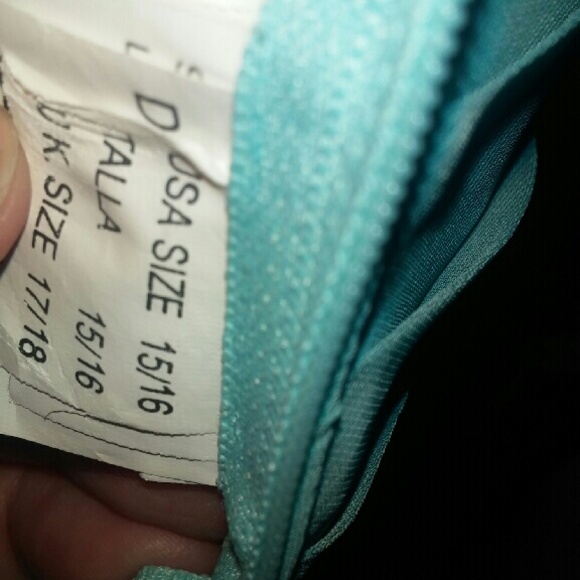 D
USA SIZE 15/16
TALLA 15/16
U.K. SIZE 17/18